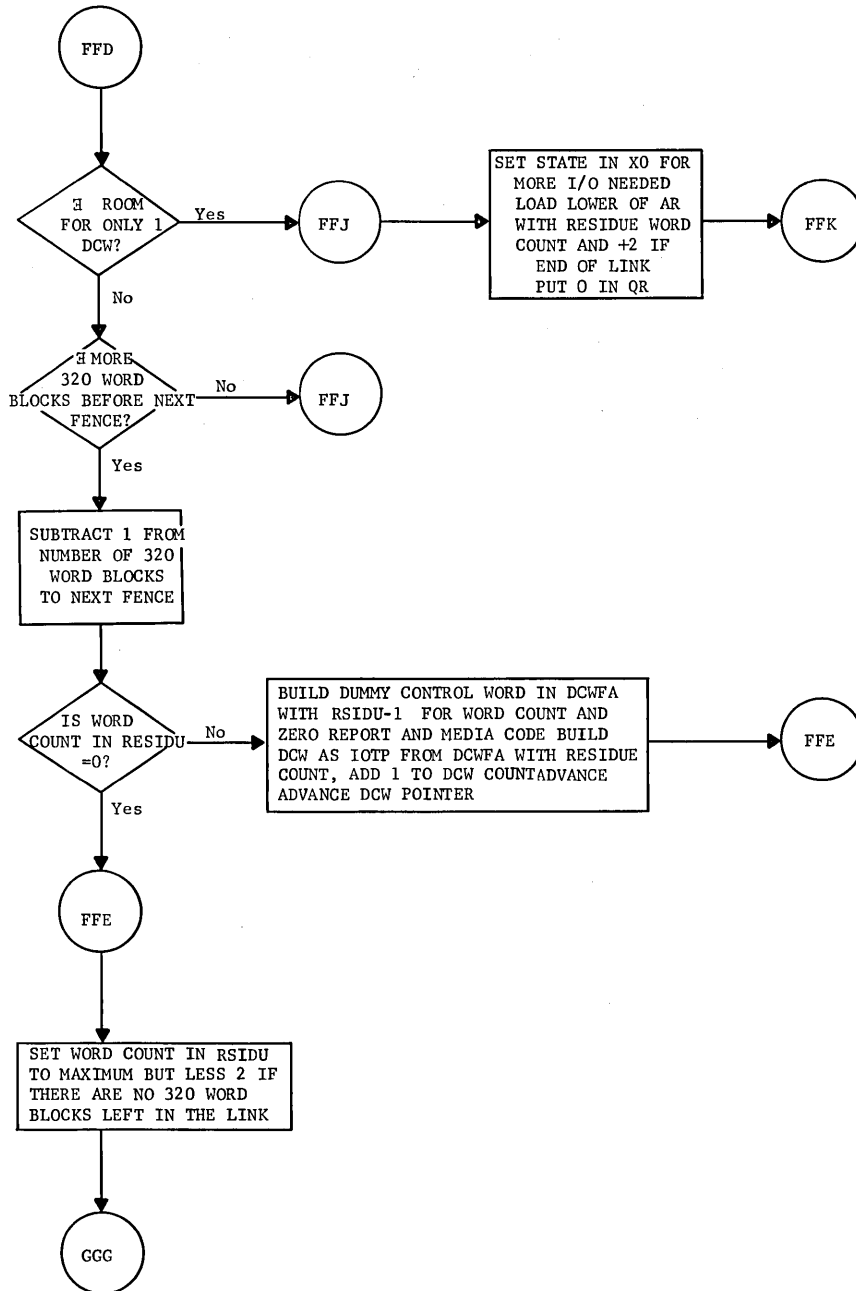 FFD
∃ ROOM
FOR ONLY 1
DCW?
Yes
FFJ
SET STATE IN X0 FOR
MORE I/O NEEDED
LOAD LOWER OF AR
WITH RESIDUE WORD
COUNT AND +2 IF
END OF LINK
PUT 0 IN QR
FFK
No
∃ MORE
320 WORD
BLOCKS BEFORE NEXT
FENCE?
No
FFJ
Yes
SUBTRACT 1 FROM
NUMBER OF 320
WORD BLOCKS
TO NEXT FENCE
IS WORD
COUNT IN RESIDU
=0?
No
BUILD DUMMY CONTROL WORD IN DCWFA
WITH RSIDU-1 FOR WORD COUNT AND
ZERO REPORT AND MEDIA CODE BUILD
DCW AS IOTP FROM DCWFA WITH RESIDUE
COUNT, ADD 1 TO DCW COUNTADVANCE
ADVANCE DCW POINTER
FFE
Yes
FFE
SET WORD COUNT IN RSIDU
TO MAXIMUM BUT LESS 2 IF
THERE ARE NO 320 WORD
BLOCKS LEFT IN THE LINK
GGG